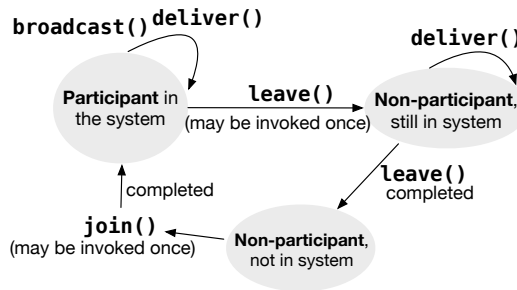 broadcast() deliver()
deliver()
Participant in
the system
leave()
(may be invoked once)
Non-participant,
still in system
completed
leave()
completed
join()
(may be invoked once)
Non-participant,
not in system